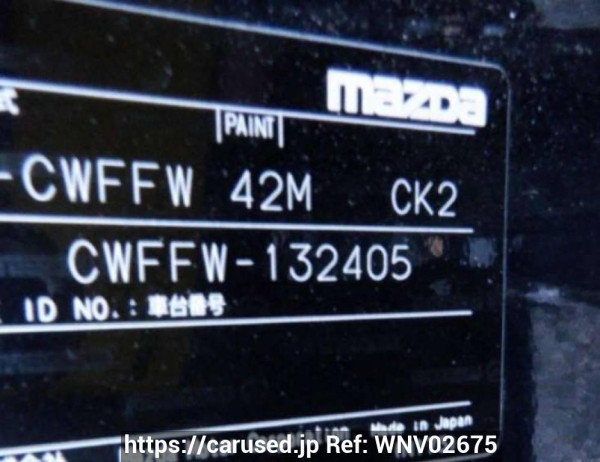 mazda
PAINT
-CWFFW 42M CK2
CWFFW-132405
ID NO.: 車台番号
Made in Japan
https://carused.jp Ref: WNV02675